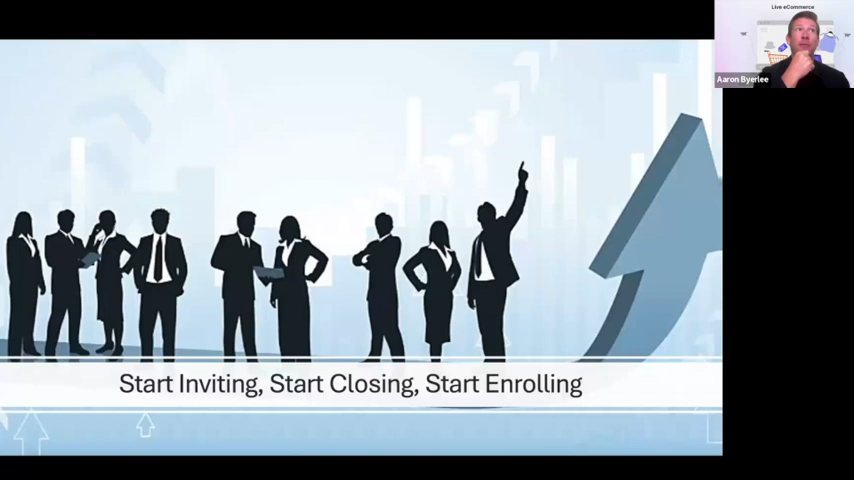 Live eCommerce
Aaron Byerlee
Start Inviting, Start Closing, Start Enrolling